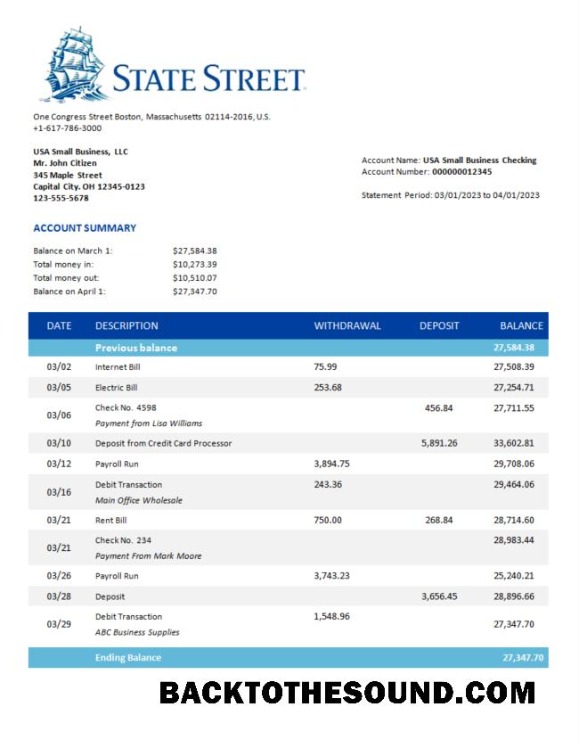 STATE STREET
One Congress Street Boston, Massachusetts 02114-2016, U.S.
+1-617-786-3000
USA Small Business, LLC
Mr. John Citizen
345 Maple Street
Capital City. OH 12345-0123
123-555-5678
Account Name: USA Small Business Checking
Account Number: 000000012345
Statement Period: 03/01/2023 to 04/01/2023
ACCOUNT SUMMARY
Balance on March 1: $27,584.38
Total money in: $10,273.39
Total money out: $10,510.07
Balance on April 1: $27,347.70
DATE DESCRIPTION WITHDRAWAL DEPOSIT BALANCE
Previous balance 27,584.38
03/02 Internet Bill 75.99 27,508.39
03/05 Electric Bill 253.68 27,254.71
03/06 Check No. 4598 456.84 27,711.55
Payment from Lisa Williams
03/10 Deposit from Credit Card Processor 5,891.26 33,602.81
03/12 Payroll Run 3,894.75 29,708.06
03/16 Debit Transaction 243.36 29,464.06
Main Office Wholesale
03/21 Rent Bill 750.00 268.84 28,714.60
03/21 Check No. 234 28,983.44
Payment From Mark Moore
03/26 Payroll Run 3,743.23 25,240.21
03/28 Deposit 3,656.45 28,896.66
03/29 Debit Transaction 1,548.96 27,347.70
ABC Business Supplies
Ending Balance 27,347.70
BACKTOTHESOUND.COM